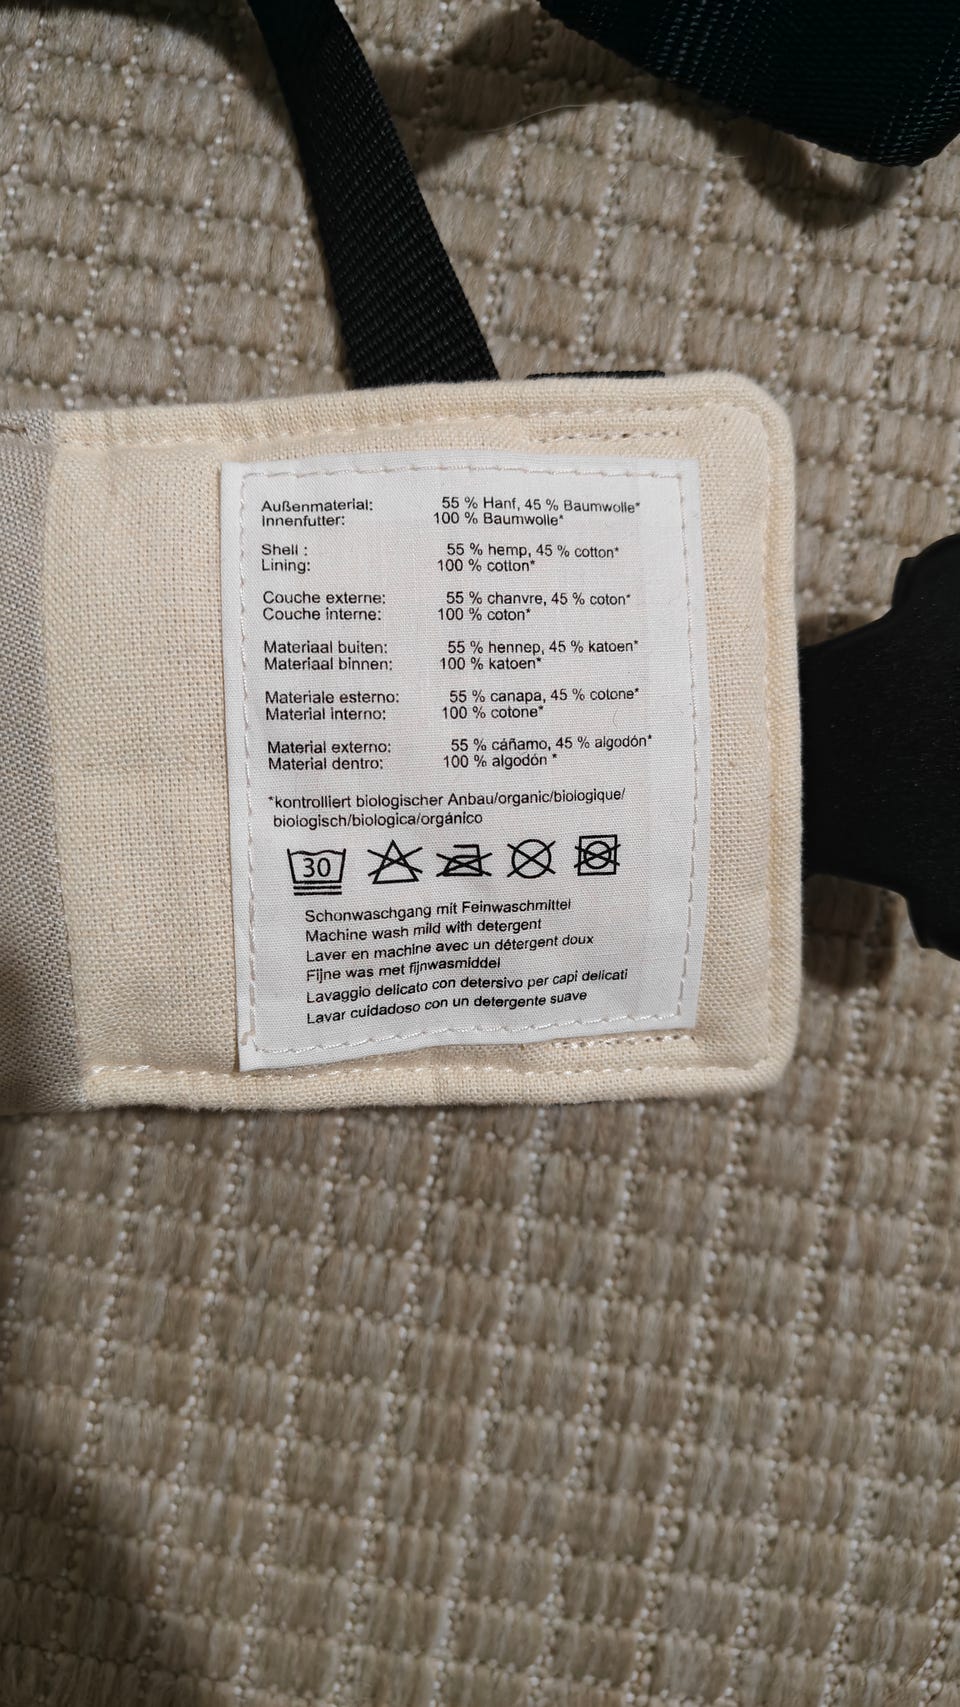 Außenmaterial: 55 % Hanf, 45 % Baumwolle*
Innenfutter: 100 % Baumwolle*
Shell : 55 % hemp, 45 % cotton*
Lining: 100 % cotton*
Couche externe: 55 % chanvre, 45 % coton*
Couche interne: 100 % coton*
Materiaal buiten: 55 % hennep, 45 % katoen*
Materiaal binnen: 100 % katoen*
Materiale esterno: 55 % canapa, 45 % cotone*
Material interno: 100 % cotone*
Material externo: 55 % cáñamo, 45 % algodón*
Material dentro: 100 % algodón *
*kontrolliert biologischer Anbau/organic/biologique/
biologisch/biologica/orgánico
30
Schonwaschgang mit Feinwaschmittel
Machine wash mild with detergent
Laver en machine avec un détergent doux
Fijne was met fijnwasmiddel
Lavaggio delicato con detersivo per capi delicati
Lavar cuidadoso con un detergente suave